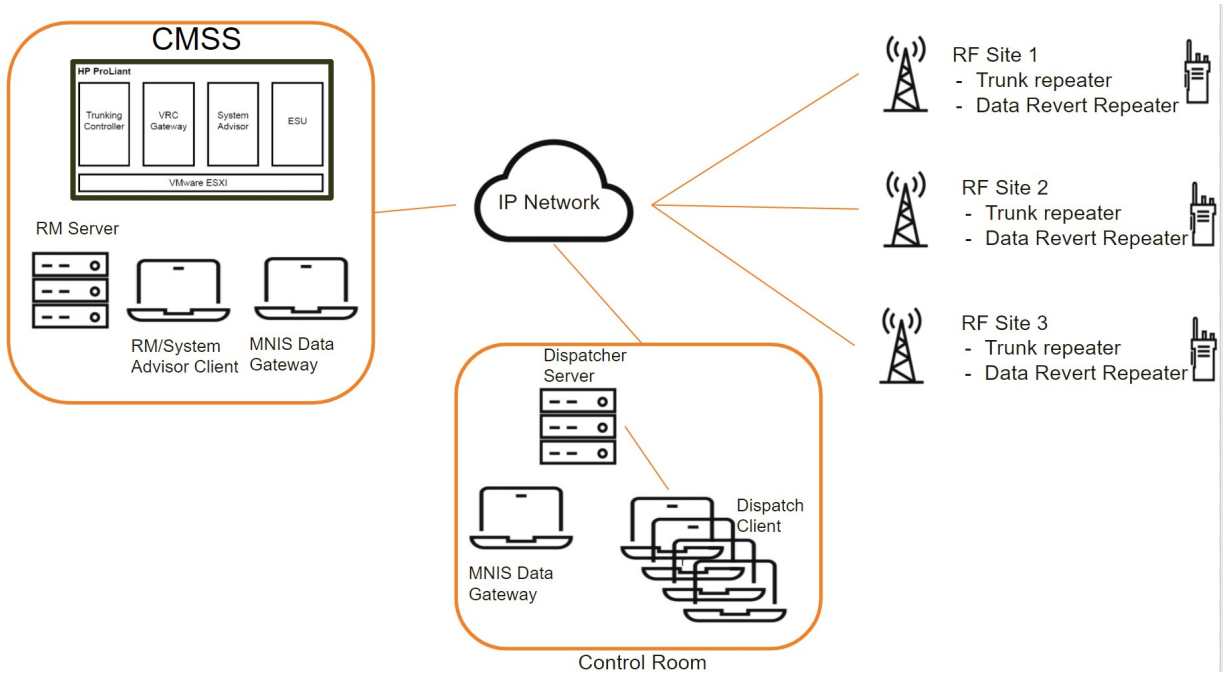 CMSS
HP ProLiant
Trunking
Controller
VRC
Gateway
System
Advisor
ESU
VMware ESXI
RM Server
RM/System
Advisor Client
MNIS Data
Gateway
IP Network
RF Site 1
- Trunk repeater
- Data Revert Repeater
RF Site 2
- Trunk repeater
- Data Revert Repeater
RF Site 3
- Trunk repeater
- Data Revert Repeater
Dispatcher
Server
Dispatch
Client
MNIS Data
Gateway
Control Room